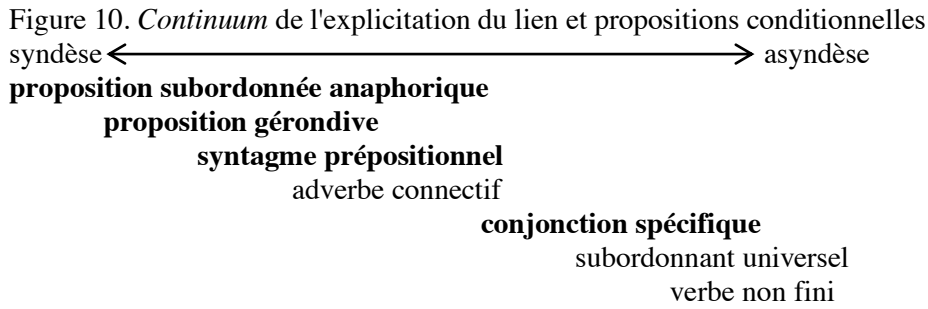 Figure 10. Continuum de l'explicitation du lien et propositions conditionnelles
syndèse asyndèse
proposition subordonnée anaphorique
proposition gérondive
syntagme prépositionnel
adverbe connectif
conjonction spécifique
subordonnant universel
verbe non fini